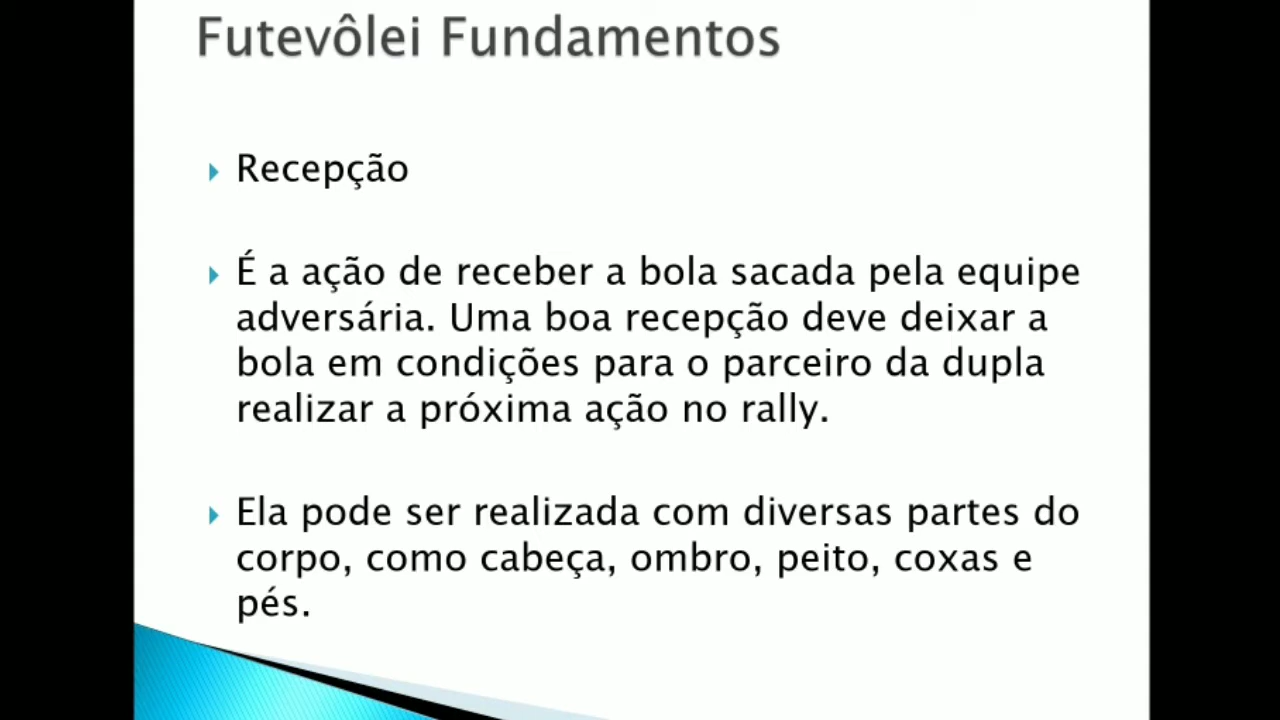 Futevôlei Fundamentos
Recepção
É a ação de receber a bola sacada pela equipe
adversária. Uma boa recepção deve deixar a
bola em condições para o parceiro da dupla
realizar a próxima ação no rally.
Ela pode ser realizada com diversas partes do
corpo, como cabeça, ombro, peito, coxas e
pés.